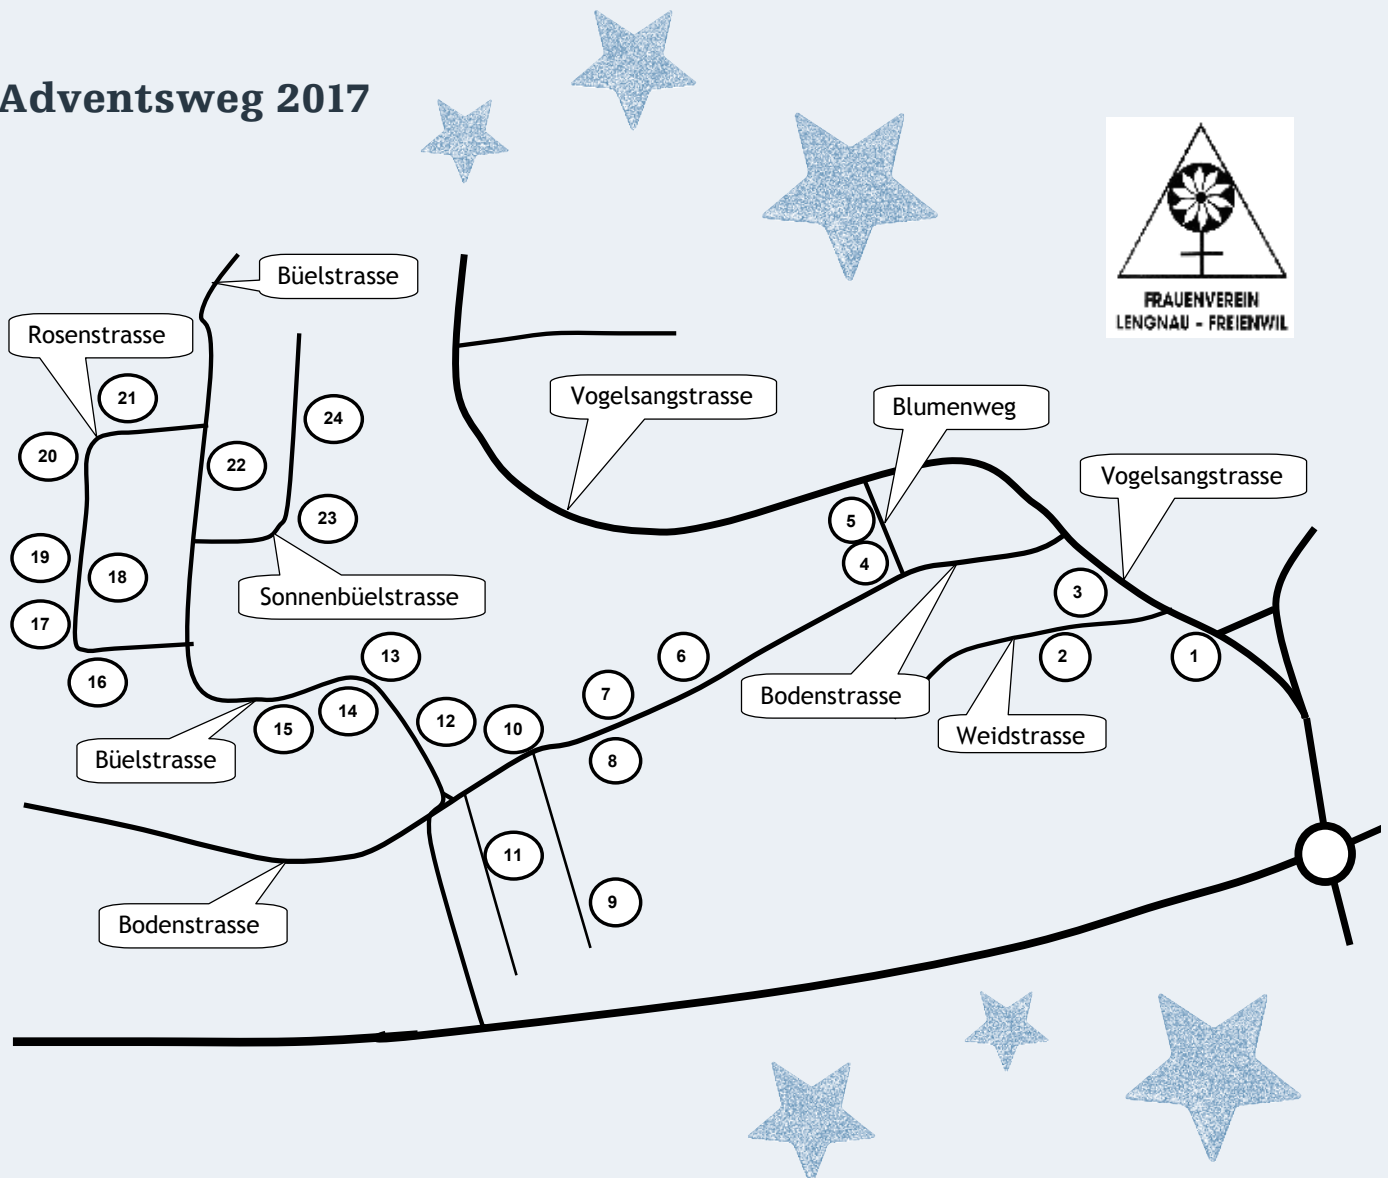 Adventsweg 2017
FRAUENVEREIN
LENGNAU - FREIENWIL
Büelstrasse
Rosenstrasse
Vogelsangstrasse
Blumenweg
Vogelsangstrasse
21
24
20
22
23
5
4
19
18
3
Sonnenbüelstrasse
17
13
6
2
1
16
7
Bodenstrasse
14
15
12
10
Weidstrasse
8
Büelstrasse
11
9
Bodenstrasse